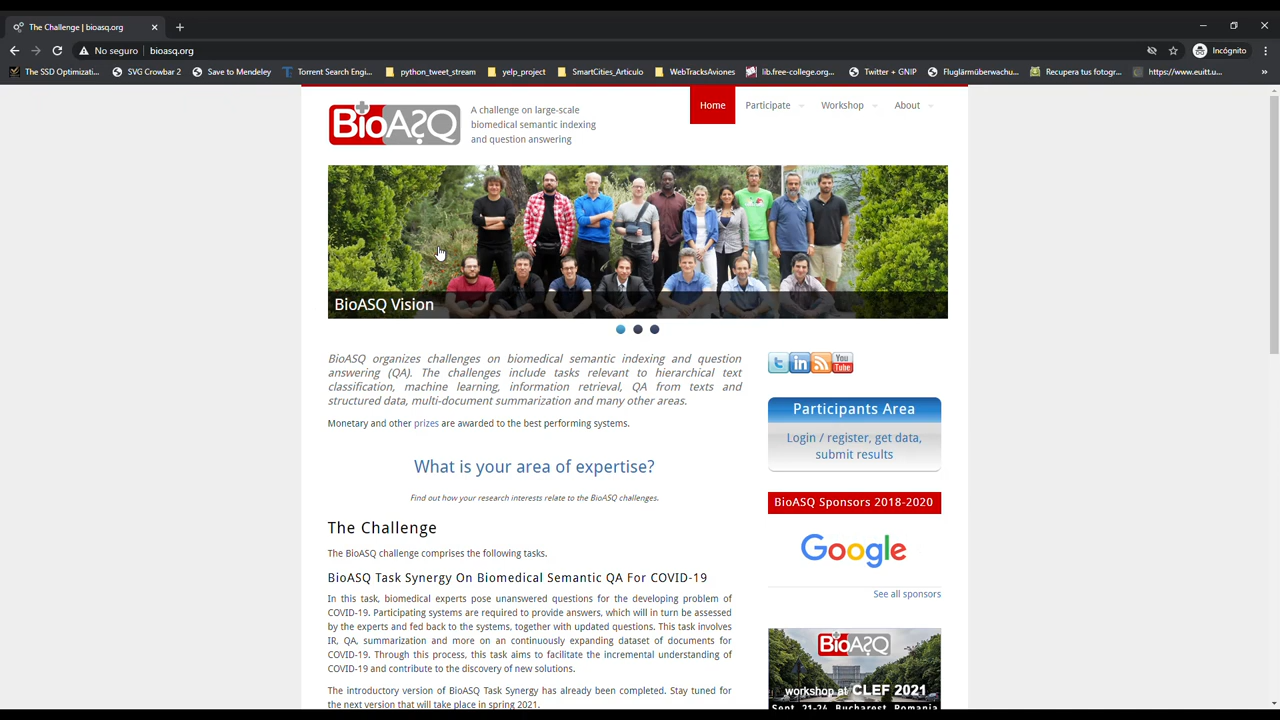 The Challenge | bioasq.org
No seguro | bioasq.org
Incógnito
The SSD Optimizati...
SVG Crowbar 2
Save to Mendeley
Torrent Search Engi...
python_tweet_stream
yelp_project
SmartCities_Articulo
WebTracksAviones
lib.free-college.org...
Twitter + GNIP
Fluglärmüberwachu...
Recupera tus fotogr...
https://www.euitt.u...
BioASQ
A challenge on large-scale
biomedical semantic indexing
and question answering
Home
Participate
Workshop
About
BioASQ Vision
BioASQ organizes challenges on biomedical semantic indexing and question
answering (QA). The challenges include tasks relevant to hierarchical text
classification, machine learning, information retrieval, QA from texts and
structured data, multi-document summarization and many other areas.
Monetary and other prizes are awarded to the best performing systems.
What is your area of expertise?
Find out how your research interests relate to the BioASQ challenges.
The Challenge
The BioASQ challenge comprises the following tasks.
BioASQ Task Synergy On Biomedical Semantic QA For COVID-19
In this task, biomedical experts pose unanswered questions for the developing problem of
COVID-19. Participating systems are required to provide answers, which will in turn be assessed
by the experts and fed back to the systems, together with updated questions. This task involves
IR, QA, summarization and more on an continuously expanding dataset of documents for
COVID-19. Through this process, this task aims to facilitate the incremental understanding of
COVID-19 and contribute to the discovery of new solutions.
The introductory version of BioASQ Task Synergy has already been completed. Stay tuned for
the next version that will take place in spring 2021.
You
Tube
Participants Area
Login / register, get data,
submit results
BioASQ Sponsors 2018-2020
Google
See all sponsors
BioASQ
workshop at CLEF 2021
Sept. 21-24, Bucharest, Romania